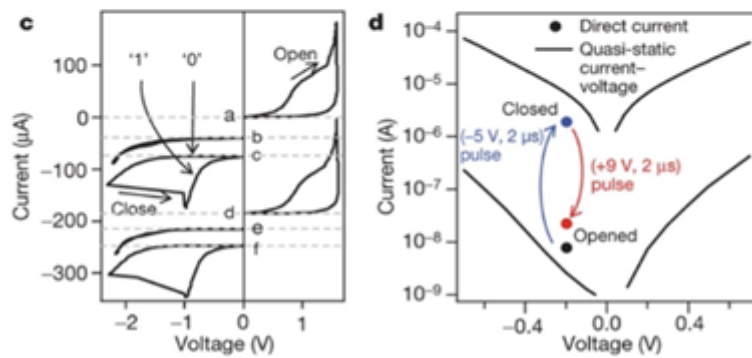 c
'1' '0'
Open
100
0
−100
−200
−300
Current (μA)
a
b
c
d
e
f
Close
−2 −1 0 1
Voltage (V)
d
Direct current
Quasi-static
current–
voltage
10⁻⁴
10⁻⁵
10⁻⁶
10⁻⁷
10⁻⁸
10⁻⁹
Current (A)
Closed
(−5 V, 2 μs)
pulse
(+9 V, 2 μs)
pulse
Opened
−0.4 0.0 0.4
Voltage (V)